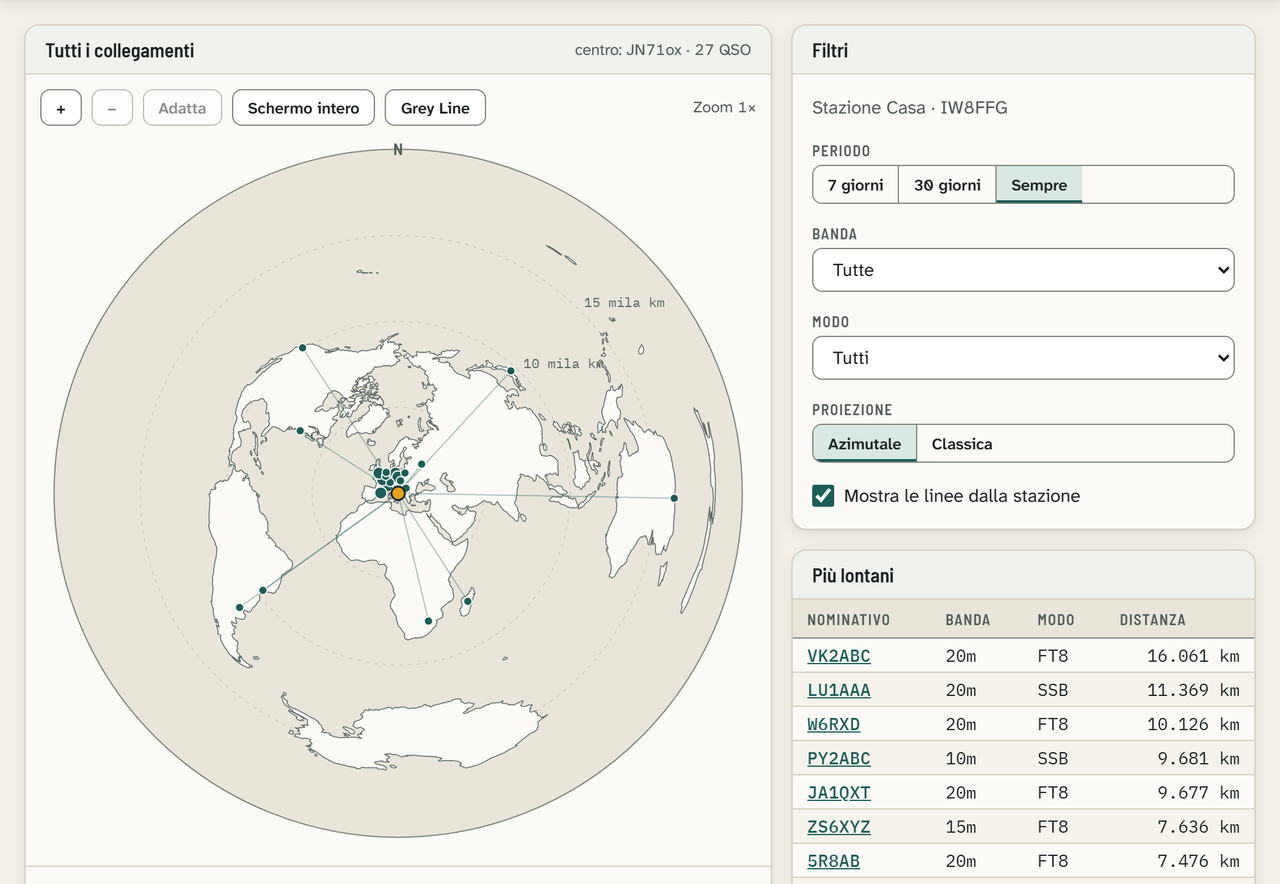 Tutti i collegamenti
centro: JN71ox · 27 QSO
+
−
Adatta
Schermo intero
Grey Line
Zoom 1×
N
15 mila km
10 mila km
Filtri
Stazione Casa · IW8FFG
PERIODO
7 giorni
30 giorni
Sempre
BANDA
Tutte
MODO
Tutti
PROIEZIONE
Azimutale
Classica
Mostra le linee dalla stazione
Più lontani
NOMINATIVO BANDA MODO DISTANZA
VK2ABC 20m FT8 16.061 km
LU1AAA 20m SSB 11.369 km
W6RXD 20m FT8 10.126 km
PY2ABC 10m SSB 9.681 km
JA1QXT 20m FT8 9.677 km
ZS6XYZ 15m FT8 7.636 km
5R8AB 20m FT8 7.476 km